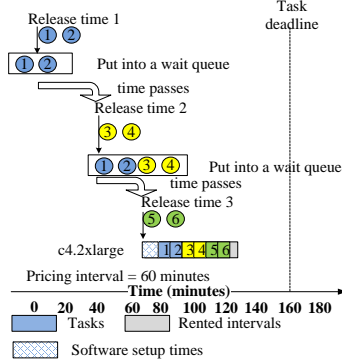 Release time 1
Task
deadline
1 2
1 2 Put into a wait queue
time passes
Release time 2
3 4
1 2 3 4 Put into a wait queue
time passes
Release time 3
5 6
c4.2xlarge 1 2 3 4 5 6
Pricing interval = 60 minutes
Time (minutes)
0 20 40 60 80 100 120 140 160 180
Tasks Rented intervals
Software setup times